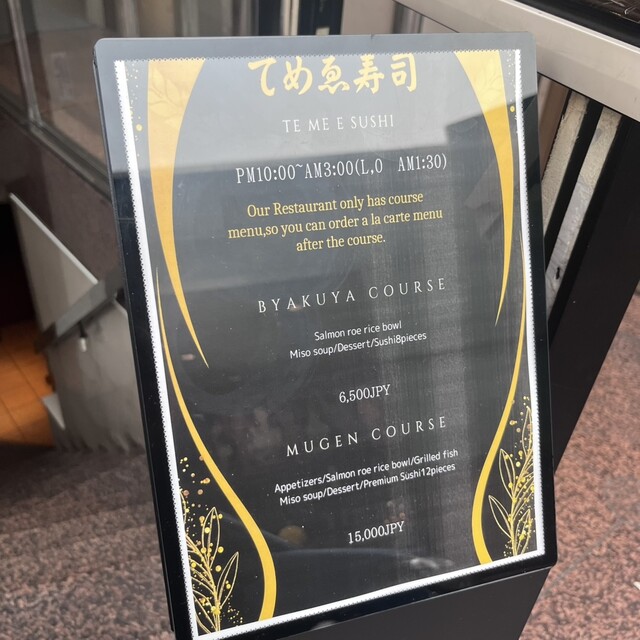 てめゑ寿司
TE ME E SUSHI
PM10:00~AM3:00(L,O AM1:30)
Our Restaurant only has course
menu,so you can order a la carte menu
after the course.
BYAKUYA COURSE
Salmon roe rice bowl
Miso soup/Dessert/Sushi8pieces
6,500JPY
MUGEN COURSE
Appetizers/Salmon roe rice bowl/Grilled fish
Miso soup/Dessert/Premium Sushi12pieces
15,000JPY